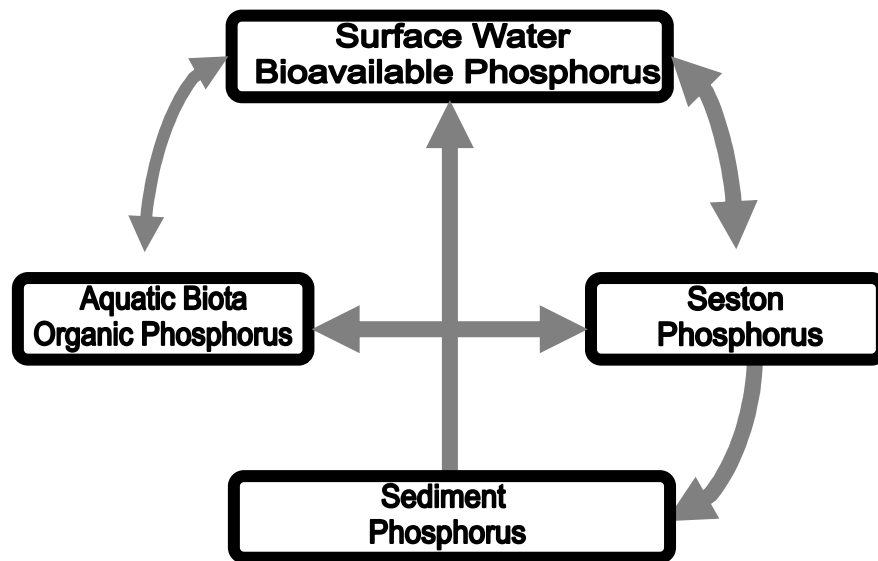 Surface Water
Bioavailable Phosphorus
Aquatic Biota
Organic Phosphorus
Seston
Phosphorus
Sediment
Phosphorus